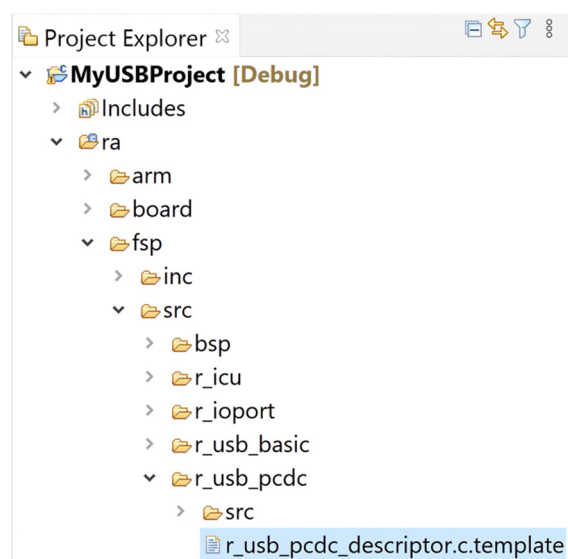 Project Explorer
MyUSBProject [Debug]
Includes
ra
arm
board
fsp
inc
src
bsp
r_icu
r_ioport
r_usb_basic
r_usb_pcdc
src
r_usb_pcdc_descriptor.c.template